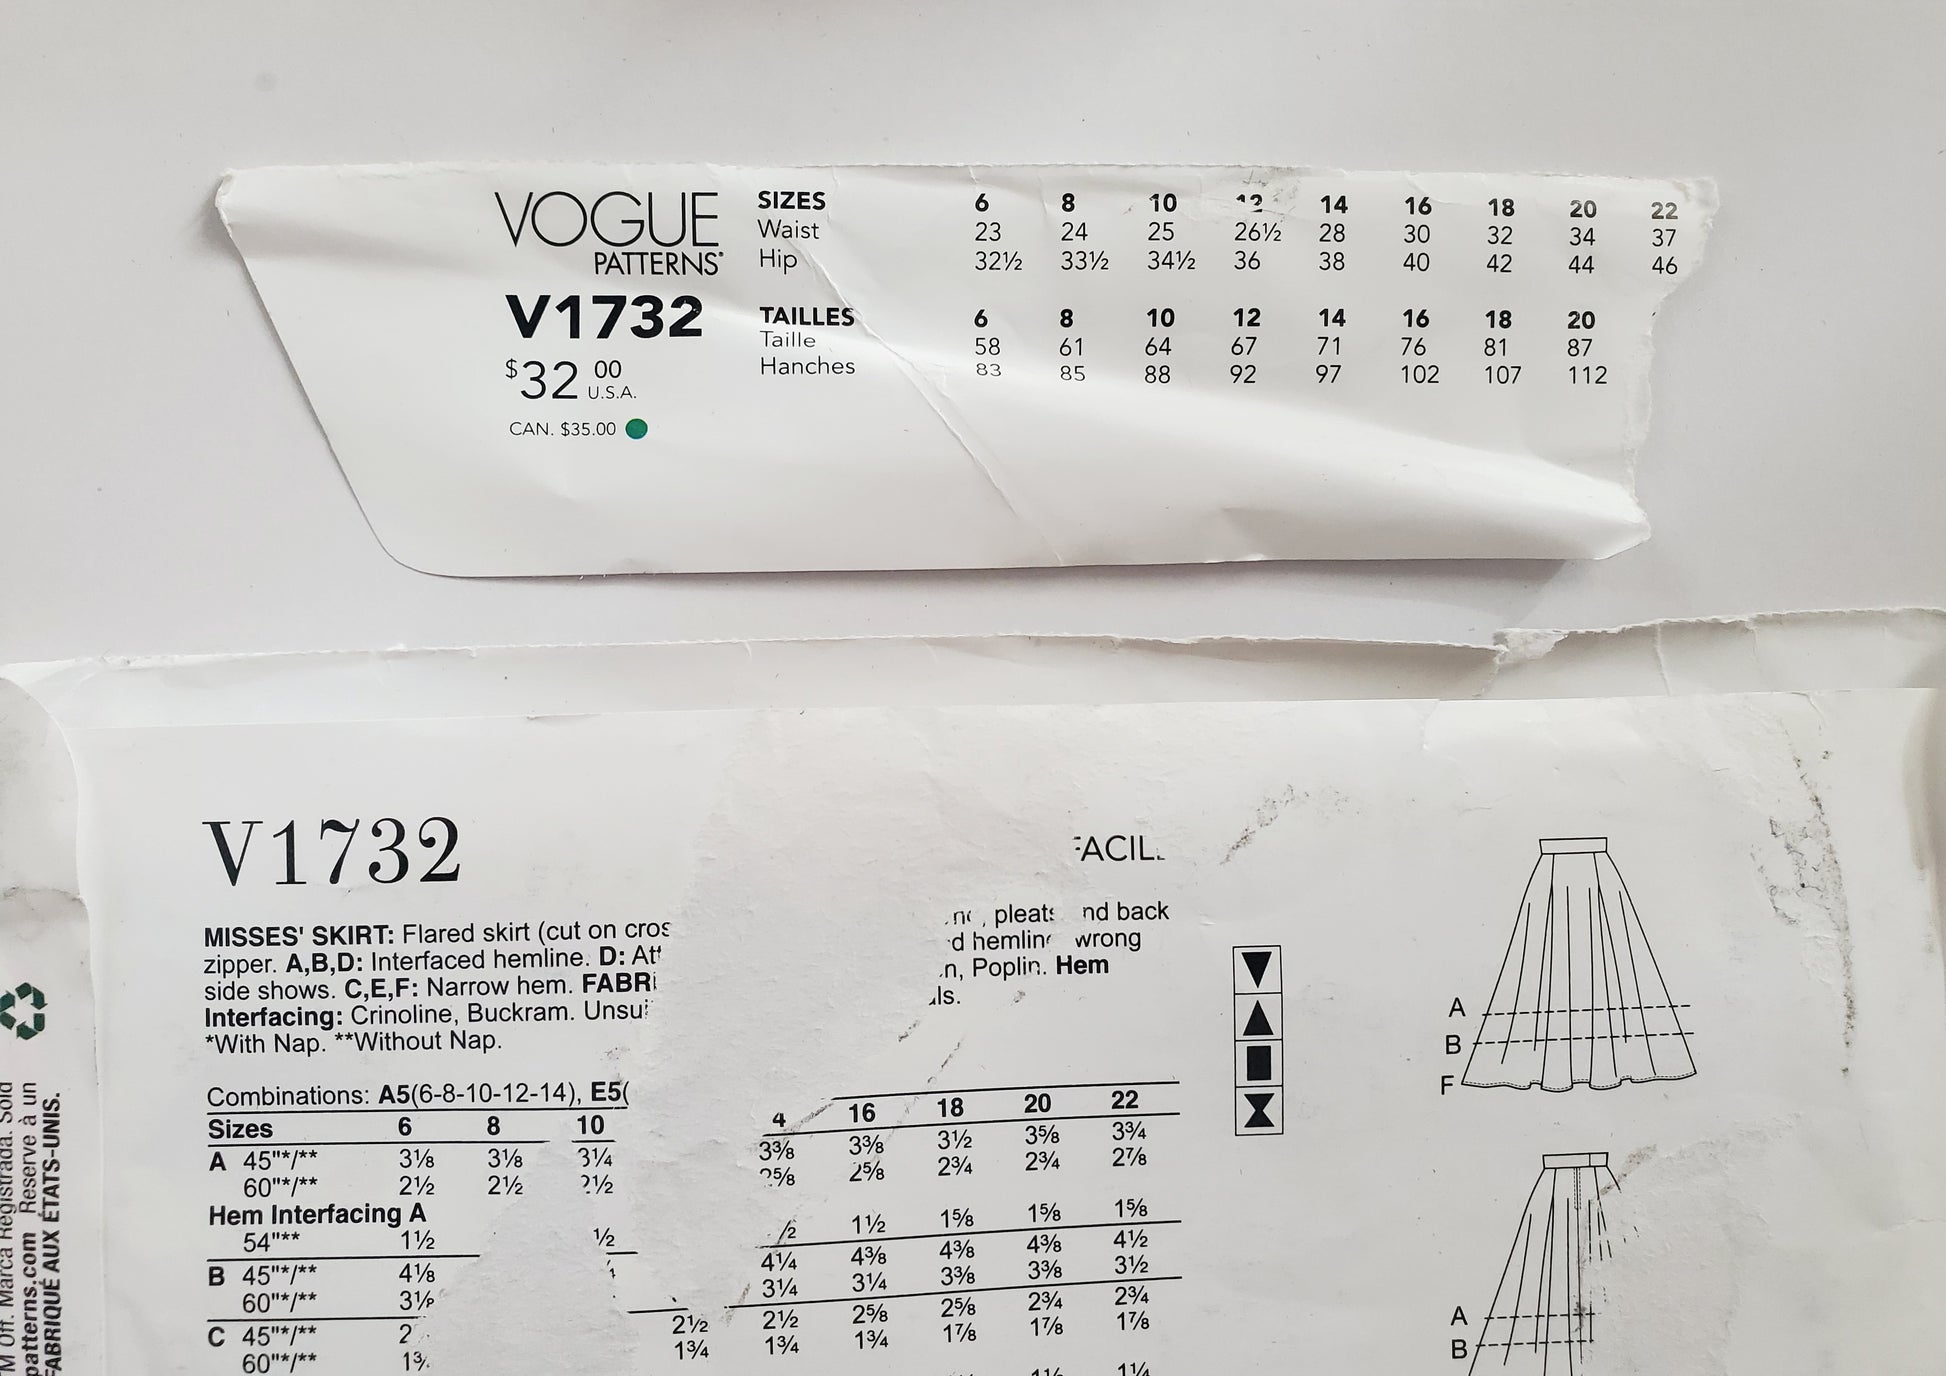 VOGUE
PATTERNS
V1732
$32 00
U.S.A.
CAN. $35.00
SIZES 6 8 10 12 14 16 18 20 22
Waist 23 24 25 26½ 28 30 32 34 37
Hip 32½ 33½ 34½ 36 38 40 42 44 46
TAILLES 6 8 10 12 14 16 18 20
Taille 58 61 64 67 71 76 81 87
Hanches 83 85 88 92 97 102 107 112
V1732
MISSES' SKIRT: Flared skirt (cut on pleats back
zipper. A,B,D: Interfaced hemline. D: wrong
side shows. C,E,F: Narrow hem. Poplin. Hem
Interfacing: Crinoline, Buckram.
*With Nap. **Without Nap.
Combinations: A5(6-8-10-12-14), E5(
Sizes 6 8 10 16 18 20 22
A 45"*/** 3⅛ 3⅛ 3¼ 3⅜ 3⅜ 3½ 3⅝ 3¾
60"*/** 2½ 2½ 2½ 2⅝ 2⅝ 2¾ 2¾ 2⅞
Hem Interfacing A
54"** 1½ 1½ 1⅝ 1⅝ 1⅝
B 45"*/** 4⅛ 4¼ 4⅜ 4⅜ 4⅜ 4½
60"*/** 3¼ 3¼ 3⅜ 3⅜ 3½
C 45"*/** 2½ 2½ 2⅝ 2⅝ 2¾ 2¾
60"*/** 1¾ 1¾ 1¾ 1⅞ 1⅞ 1⅞
1¼
A
B
F
A
B
Off. Marca Registrada. Sold
patterns.com Reserve à un
FABRIQUÉ AUX ÉTATS-UNIS.